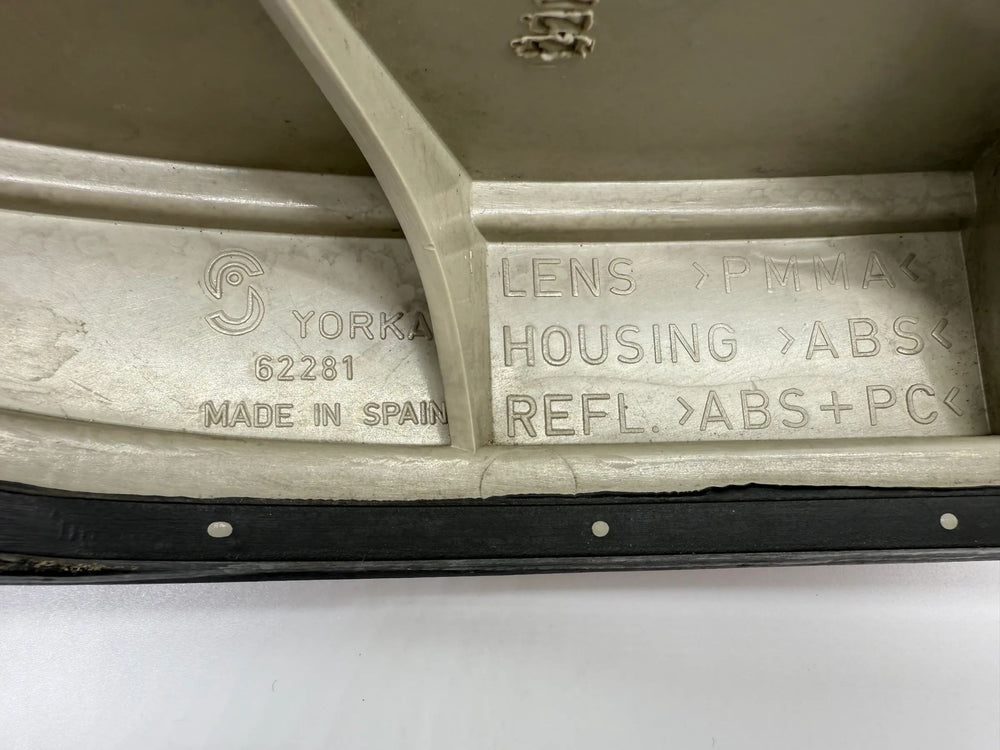 YORKA
62281
MADE IN SPAIN
LENS >PMMA<
HOUSING >ABS<
REFL. >ABS+PC<